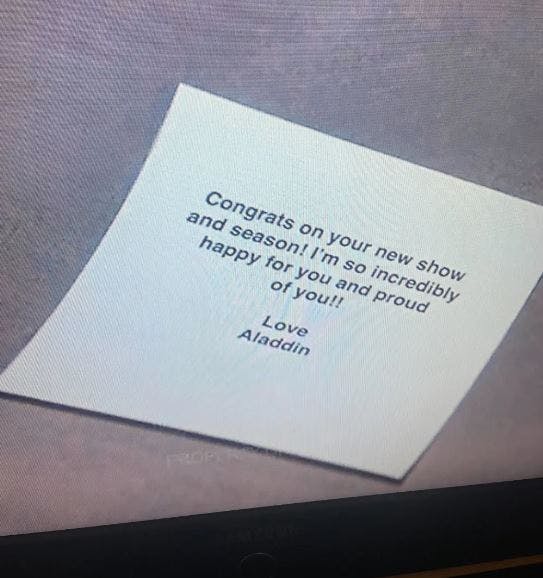 Congrats on your new show
and season! I'm so incredibly
happy for you and proud
of you!!
Love
Aladdin